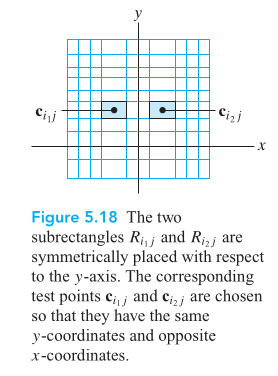 y
c_{i_1 j}
c_{i_2 j}
x
Figure 5.18 The two
subrectangles R_{i_1 j} and R_{i_2 j} are
symmetrically placed with respect
to the y-axis. The corresponding
test points c_{i_1 j} and c_{i_2 j} are chosen
so that they have the same
y-coordinates and opposite
x-coordinates.